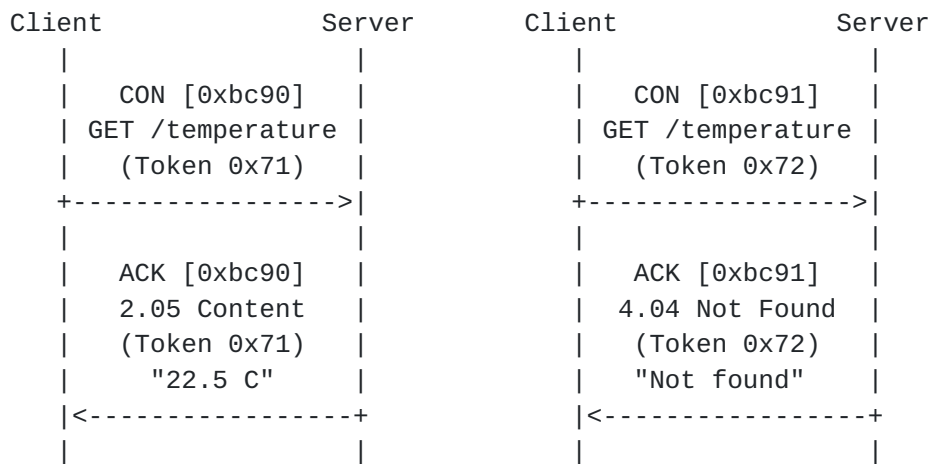 Client Server Client Server
CON [0xbc90] CON [0xbc91]
GET /temperature GET /temperature
(Token 0x71) (Token 0x72)
ACK [0xbc90] ACK [0xbc91]
2.05 Content 4.04 Not Found
(Token 0x71) (Token 0x72)
"22.5 C" "Not found"